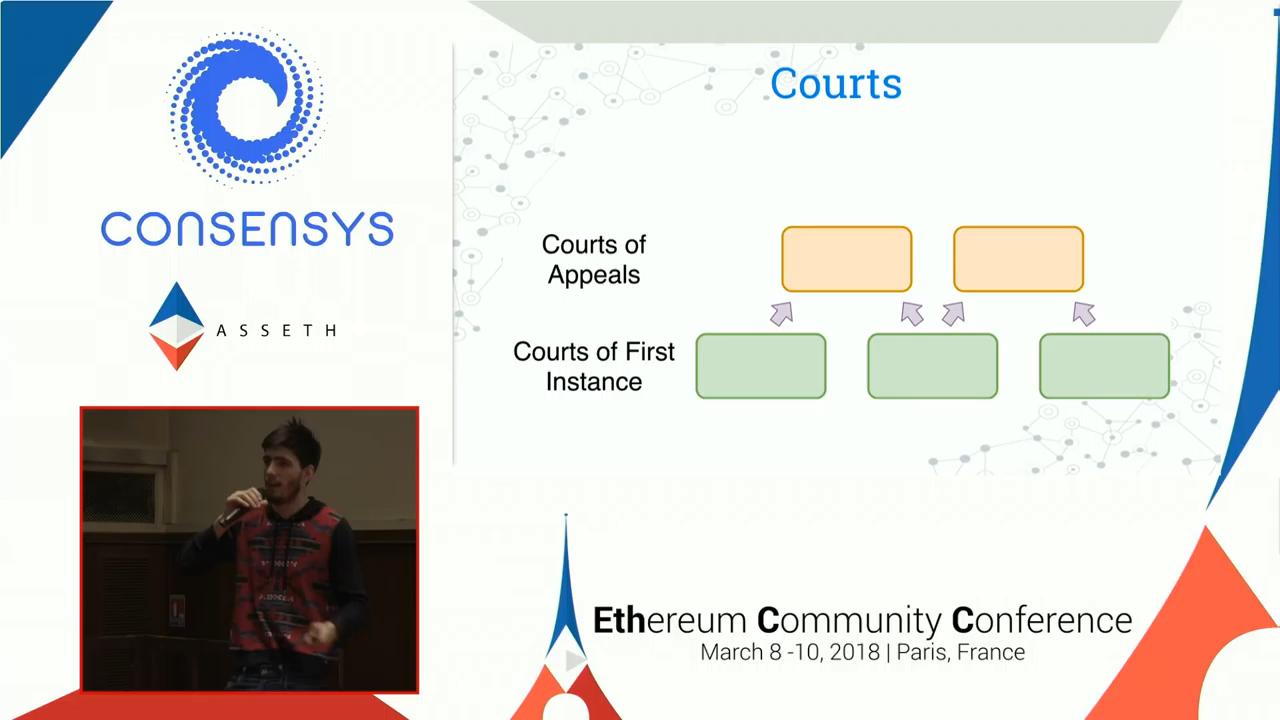 CONSENSYS
ASSETH
Courts
Courts of
Appeals
Courts of First
Instance
Ethereum Community Conference
March 8 -10, 2018 | Paris, France